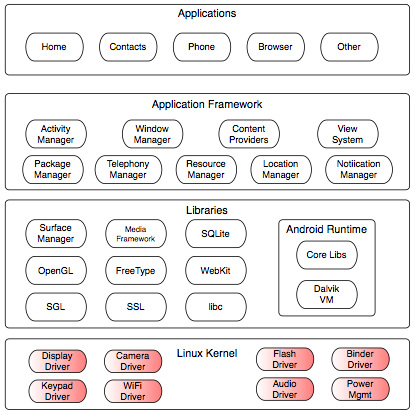 Applications
Home
Contacts
Phone
Browser
Other
Application Framework
Activity
Manager
Window
Manager
Content
Providers
View
System
Package
Manager
Telephony
Manager
Resource
Manager
Location
Manager
Notiication
Manager
Libraries
Surface
Manager
Media
Framework
SQLite
OpenGL
FreeType
WebKit
SGL
SSL
libc
Android Runtime
Core Libs
Dalvik
VM
Linux Kernel
Display
Driver
Camera
Driver
Flash
Driver
Binder
Driver
Keypad
Driver
WiFi
Driver
Audio
Driver
Power
Mgmt